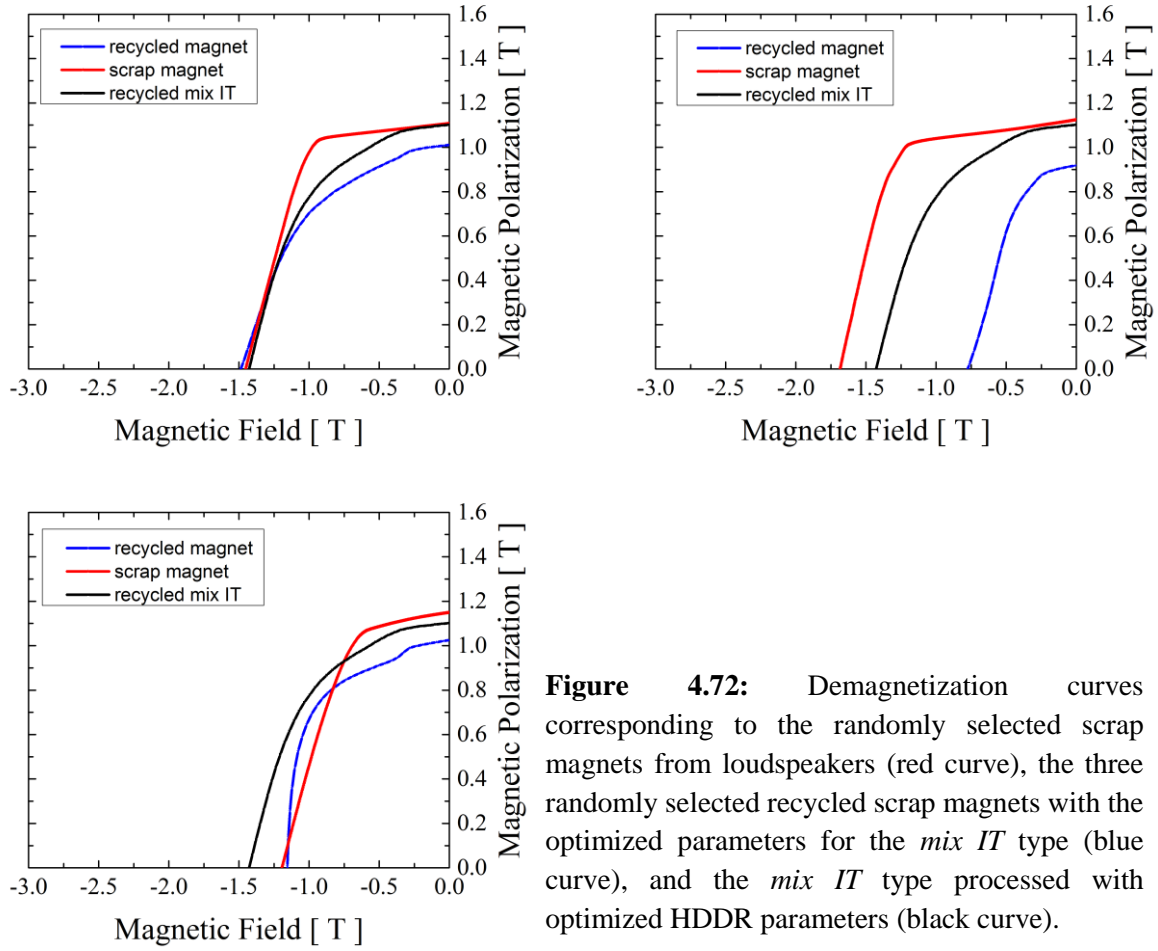 recycled magnet
scrap magnet
recycled mix IT
1.6
1.4
1.2
1.0
0.8
0.6
0.4
0.2
0.0
Magnetic Polarization [ T ]
-3.0 -2.5 -2.0 -1.5 -1.0 -0.5 0.0
Magnetic Field [ T ]
recycled magnet
scrap magnet
recycled mix IT
1.6
1.4
1.2
1.0
0.8
0.6
0.4
0.2
0.0
Magnetic Polarization [ T ]
-3.0 -2.5 -2.0 -1.5 -1.0 -0.5 0.0
Magnetic Field [ T ]
recycled magnet
scrap magnet
recycled mix IT
1.6
1.4
1.2
1.0
0.8
0.6
0.4
0.2
0.0
Magnetic Polarization [ T ]
-3.0 -2.5 -2.0 -1.5 -1.0 -0.5 0.0
Magnetic Field [ T ]
Figure 4.72: Demagnetization curves
corresponding to the randomly selected scrap
magnets from loudspeakers (red curve), the three
randomly selected recycled scrap magnets with the
optimized parameters for the mix IT type (blue
curve), and the mix IT type processed with
optimized HDDR parameters (black curve).